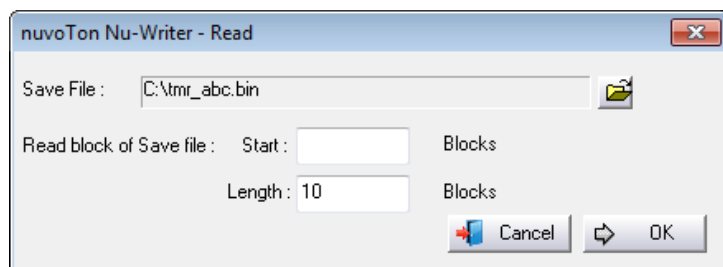 nuvoTon Nu-Writer - Read
Save File : C:\tmr_abc.bin
Read block of Save file : Start : Blocks
Length : 10 Blocks
Cancel OK